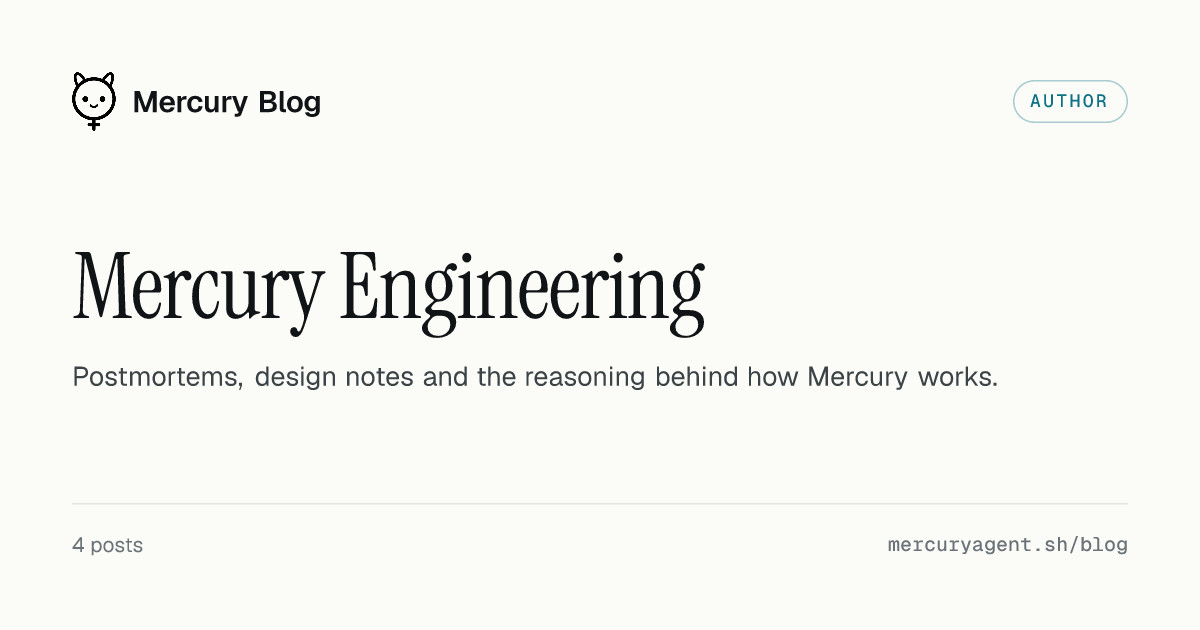 Mercury Blog
AUTHOR
Mercury Engineering
Postmortems, design notes and the reasoning behind how Mercury works.
4 posts
mercuryagent.sh/blog